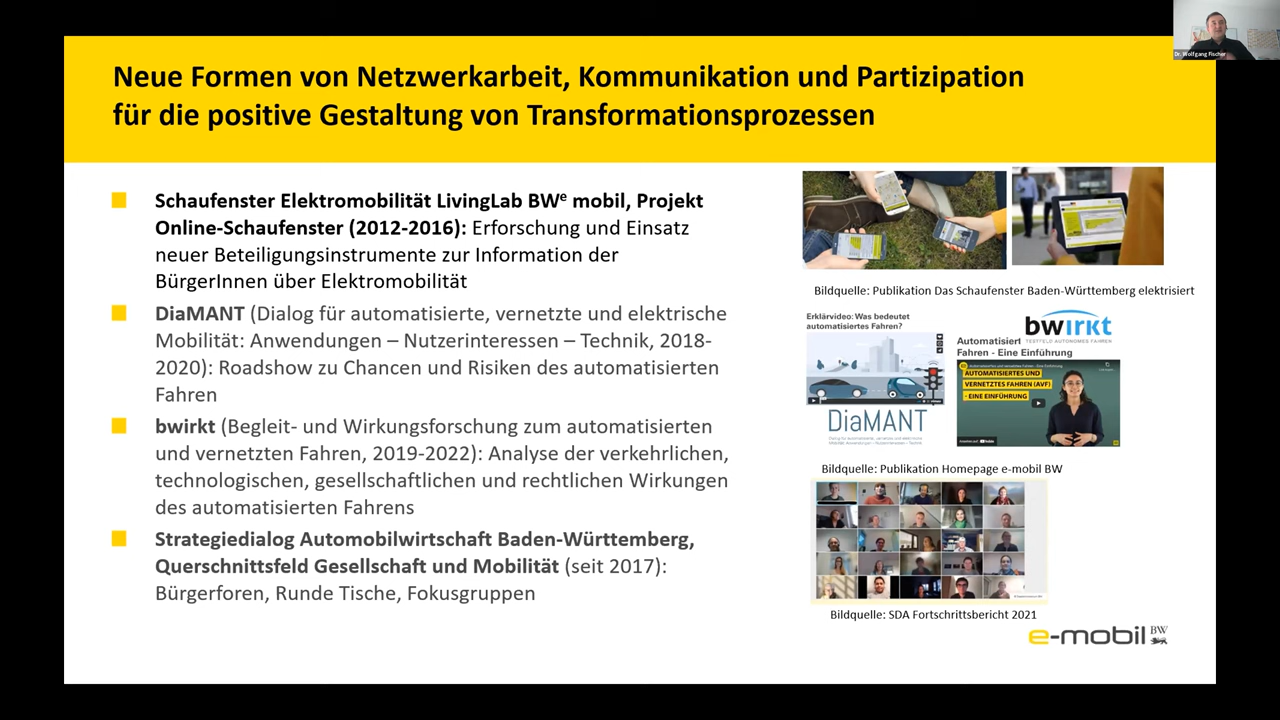 Dr. Wolfgang Fischer
Neue Formen von Netzwerkarbeit, Kommunikation und Partizipation
für die positive Gestaltung von Transformationsprozessen
Schaufenster Elektromobilität LivingLab BWe mobil, Projekt
Online-Schaufenster (2012-2016): Erforschung und Einsatz
neuer Beteiligungsinstrumente zur Information der
BürgerInnen über Elektromobilität
DiaMANT (Dialog für automatisierte, vernetzte und elektrische
Mobilität: Anwendungen – Nutzerinteressen – Technik, 2018-
2020): Roadshow zu Chancen und Risiken des automatisierten
Fahren
bwirkt (Begleit- und Wirkungsforschung zum automatisierten
und vernetzten Fahren, 2019-2022): Analyse der verkehrlichen,
technologischen, gesellschaftlichen und rechtlichen Wirkungen
des automatisierten Fahrens
Strategiedialog Automobilwirtschaft Baden-Württemberg,
Querschnittsfeld Gesellschaft und Mobilität (seit 2017):
Bürgerforen, Runde Tische, Fokusgruppen
Bildquelle: Publikation Das Schaufenster Baden-Württemberg elektrisiert
Erklärvideo: Was bedeutet
automatisiertes Fahren?
DiaMANT
bwirkt
TESTFELD AUTONOMES FAHREN
Automatisiert
Fahren - Eine Einführung
AUTOMATISIERTES UND
VERNETZTES FAHREN (AVF)
- EINE EINFÜHRUNG
Bildquelle: Publikation Homepage e-mobil BW
Bildquelle: SDA Fortschrittsbericht 2021
e-mobil BW